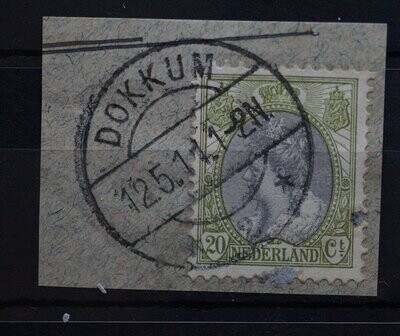 DOKKUM
12.5.11.1-2N.
20 Ct.
NEDERLAND